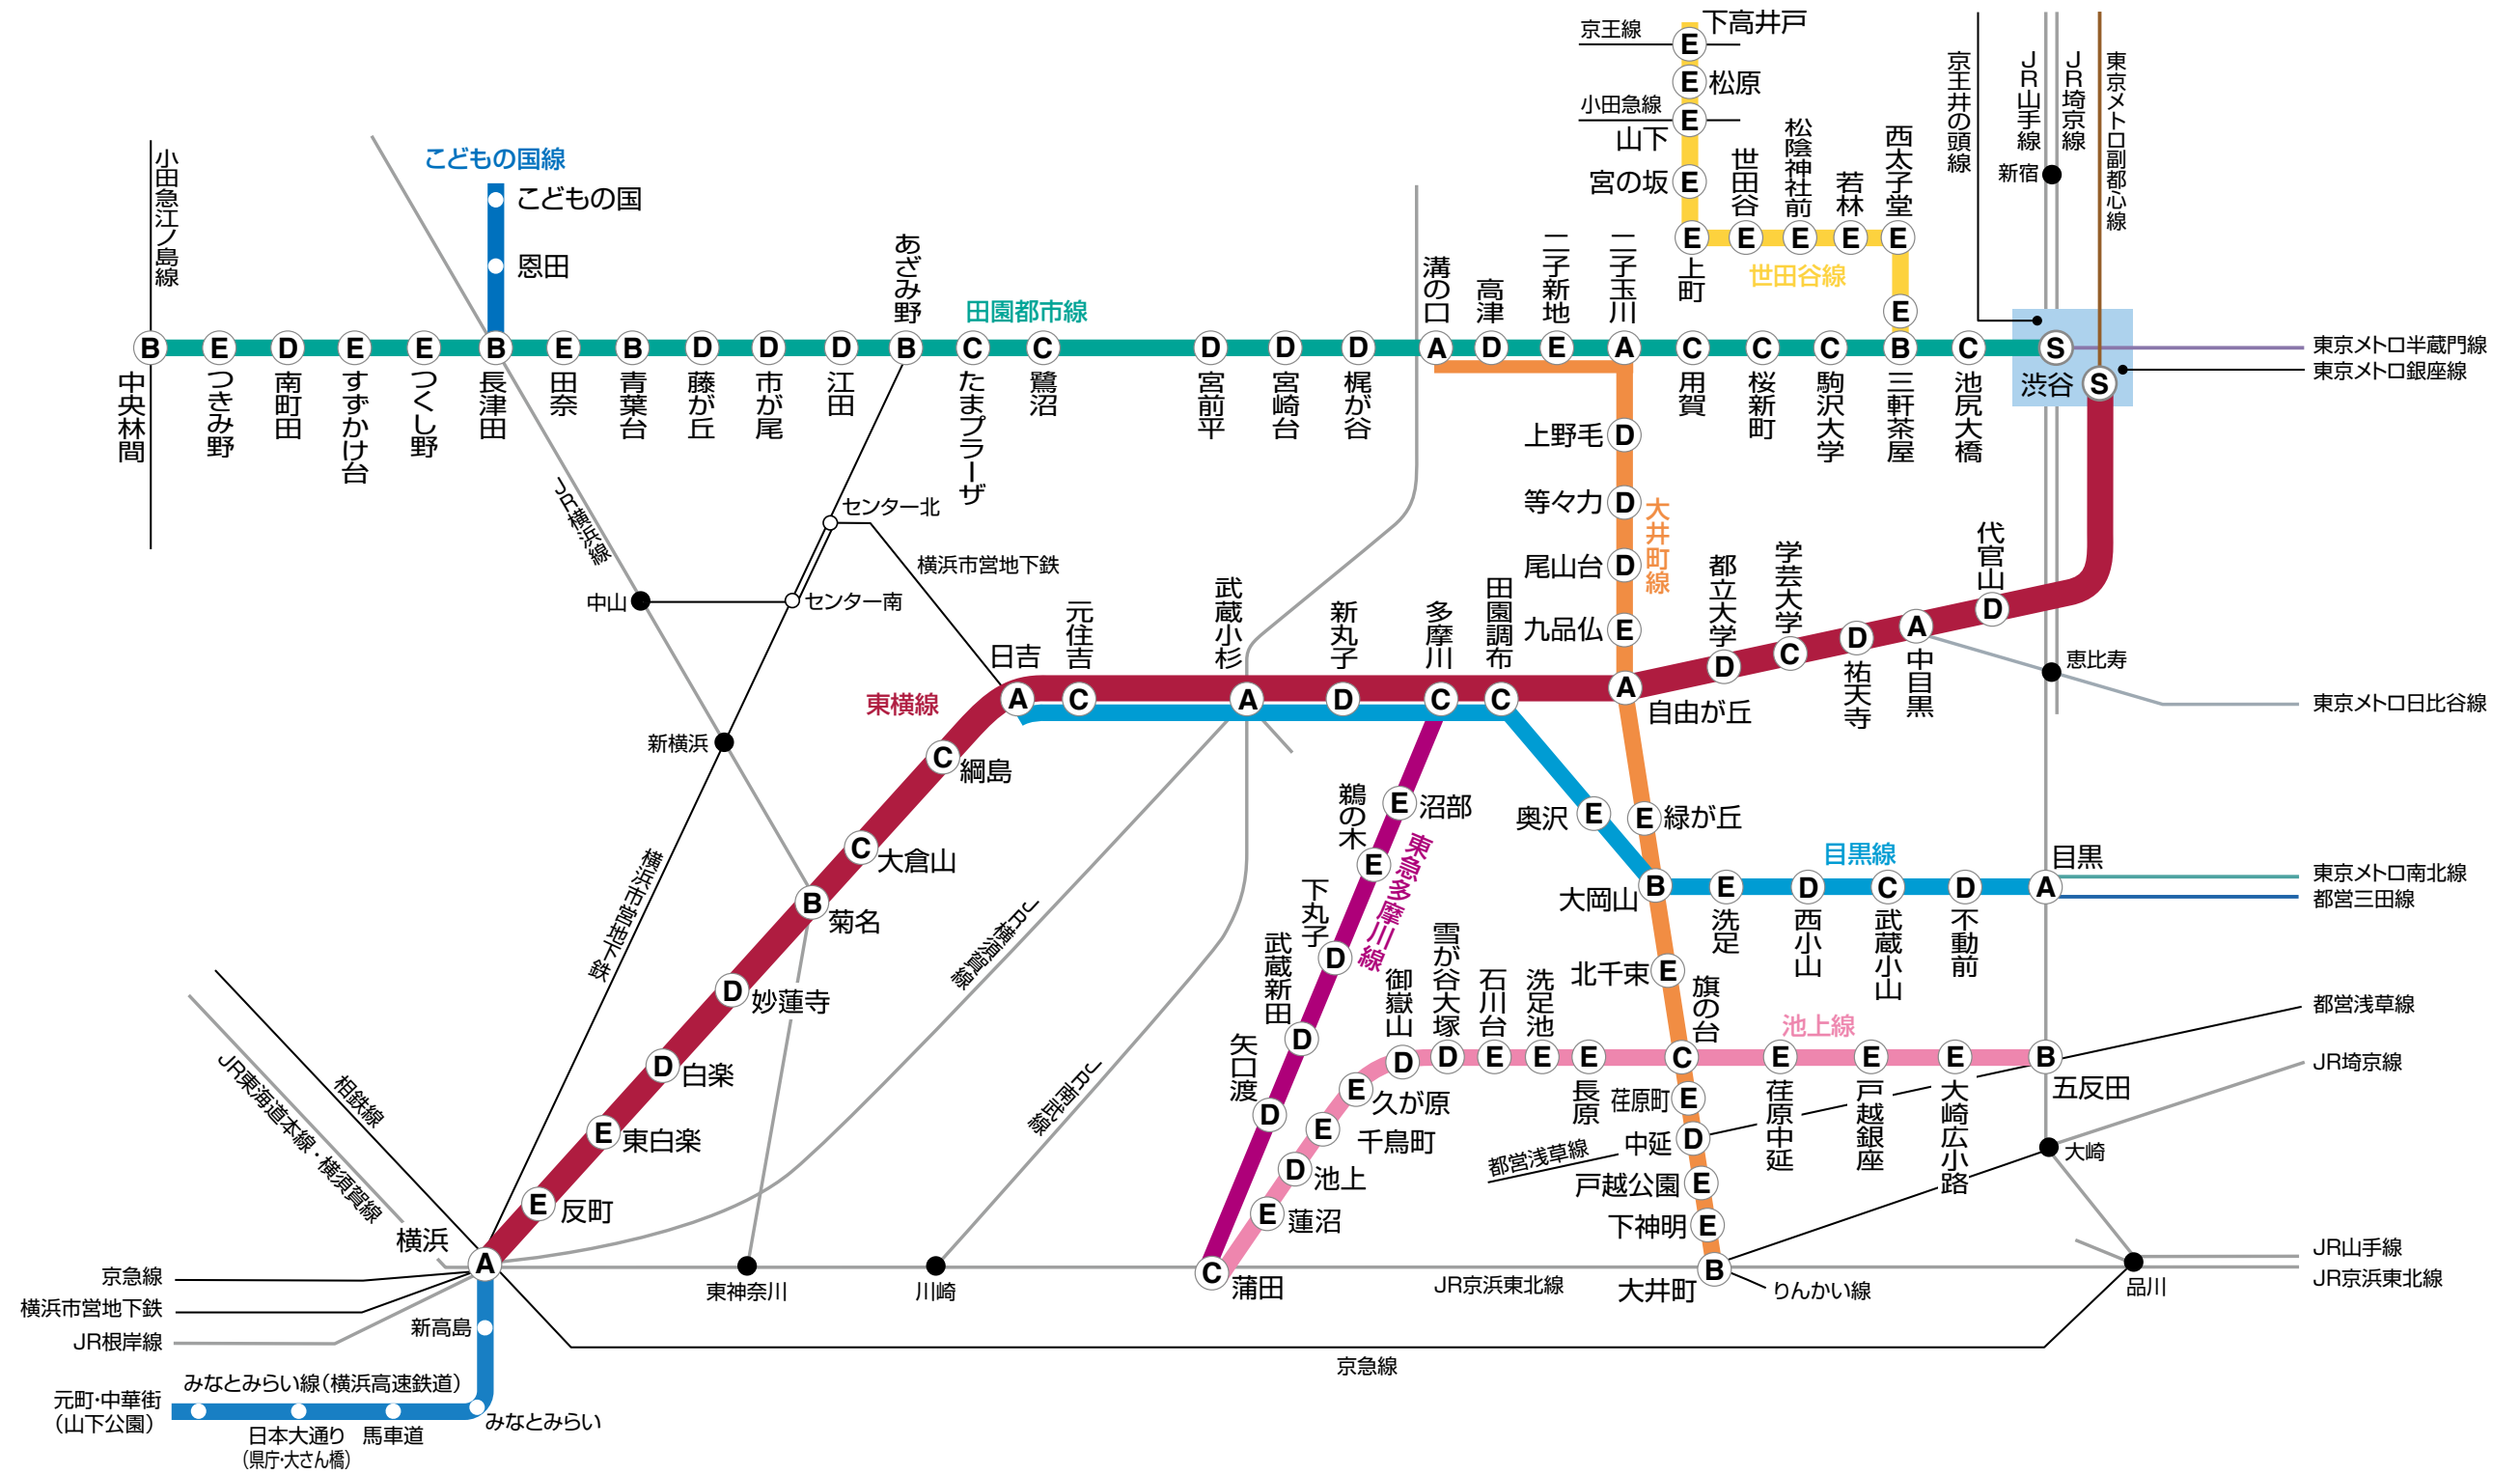 下高井戸
京王線
E
E
松原
小田急線
E
山下
E
宮の坂
世田谷
松陰神社前
若林
西太子堂
E
E
E
E
E
上町
世田谷線
E
京王井の頭線
JR山手線
JR埼京線
東京メトロ副都心線
新宿
小田急江ノ島線
こどもの国線
こどもの国
恩田
あざみ野
田園都市線
溝の口
高津
二子新地
二子玉川
B
E
D
E
E
B
E
B
D
D
D
B
C
C
D
D
D
A
D
E
A
C
C
C
B
C
S
東京メトロ半蔵門線
東京メトロ銀座線
S
渋谷
中央林間
つきみ野
南町田
すずかけ台
つくし野
長津田
田奈
青葉台
藤が丘
市が尾
江田
たまプラーザ
鷺沼
宮前平
宮崎台
梶が谷
用賀
桜新町
駒沢大学
三軒茶屋
池尻大橋
上野毛
D
等々力
D
尾山台
D
九品仏
E
大井町線
JR横浜線
センター北
横浜市営地下鉄
中山
センター南
新横浜
日吉
元住吉
武蔵小杉
新丸子
多摩川
田園調布
都立大学
学芸大学
代官山
A
C
A
D
C
C
A
D
C
D
A
D
自由が丘
祐天寺
中目黒
恵比寿
東京メトロ日比谷線
東横線
C
綱島
C
大倉山
B
菊名
D
妙蓮寺
D
白楽
E
東白楽
E
反町
A
横浜
横浜市営地下鉄
JR横須賀線
JR南武線
E
沼部
鵜の木
E
東急多摩川線
下丸子
D
武蔵新田
D
矢口渡
D
C
蒲田
奥沢
E
E
緑が丘
目黒線
目黒
大岡山
B
E
D
C
D
A
洗足
西小山
武蔵小山
不動前
東京メトロ南北線
都営三田線
北千束
E
旗の台
池上線
御嶽山
雪が谷大塚
石川台
洗足池
D
D
E
E
E
C
E
E
E
B
長原
荏原中延
戸越銀座
大崎広小路
五反田
都営浅草線
JR埼京線
E
久が原
E
千鳥町
D
池上
E
蓮沼
荏原町
E
中延
D
都営浅草線
戸越公園
E
下神明
E
大井町
B
りんかい線
大崎
品川
JR山手線
JR京浜東北線
JR京浜東北線
相鉄線
JR東海道本線・横須賀線
京急線
横浜市営地下鉄
JR根岸線
東神奈川
川崎
京急線
新高島
みなとみらい線（横浜高速鉄道）
元町・中華街
（山下公園）
日本大通り
（県庁・大さん橋）
馬車道
みなとみらい